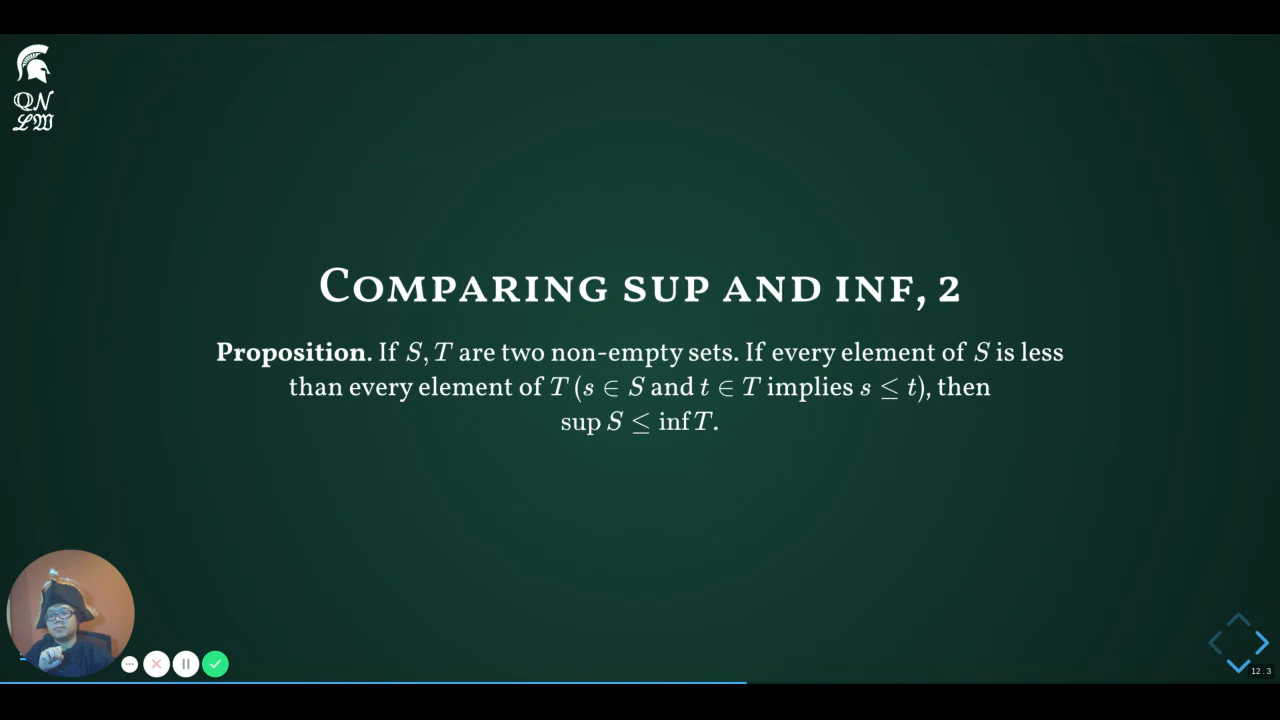 QN
LW
Comparing sup and inf, 2
Proposition. If S, T are two non-empty sets. If every element of S is less
than every element of T (s ∈ S and t ∈ T implies s ≤ t), then
sup S ≤ inf T.
12.3